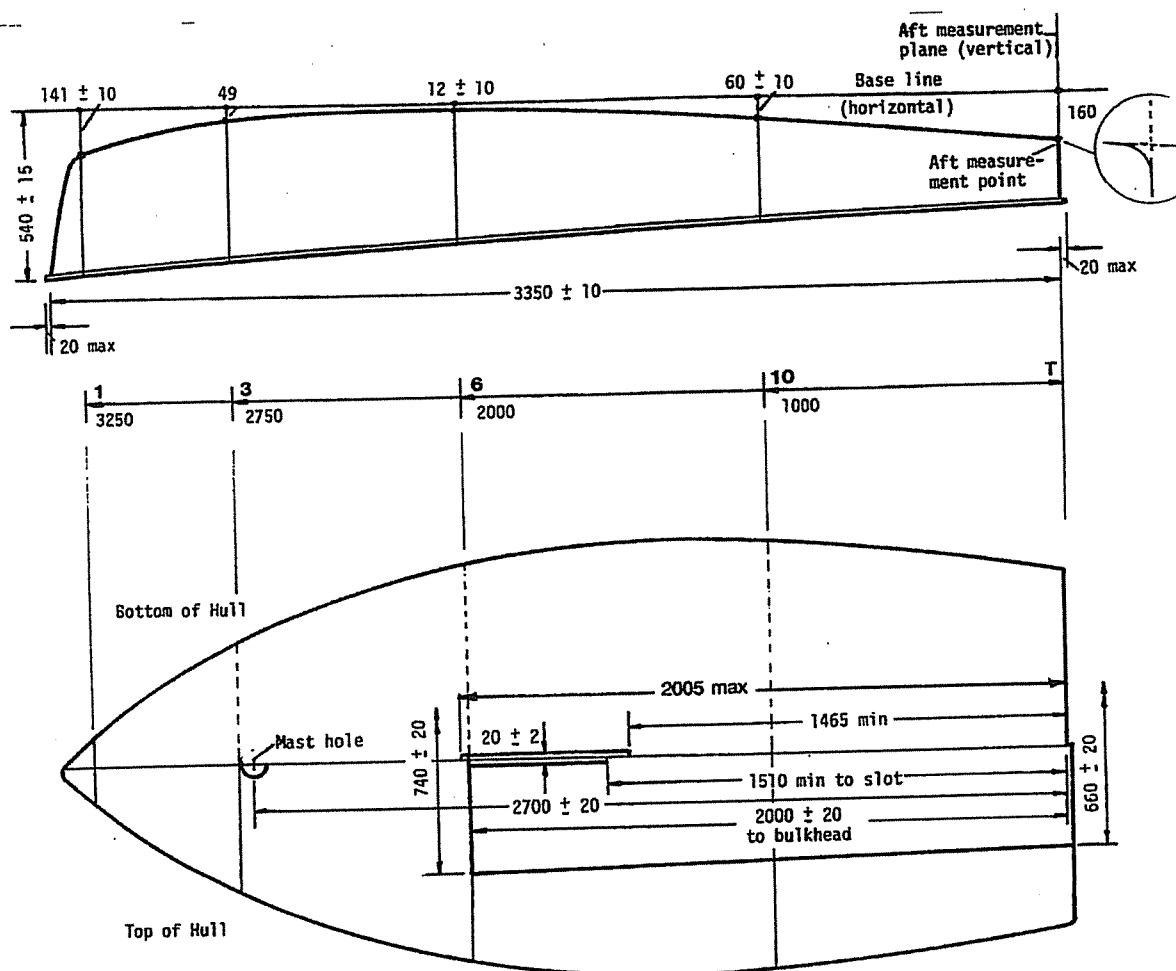 Aft measurement
plane (vertical)
141 ± 10
49
12 ± 10
60 ± 10
Base line
(horizontal)
160
Aft measure-
ment point
540 ± 15
20 max
3350 ± 10
20 max
1
3
6
10
T
3250
2750
2000
1000
Bottom of Hull
2005 max
1465 min
Mast hole
20 ± 2
740 ± 20
1510 min to slot
660 ± 20
2700 ± 20
2000 ± 20
to bulkhead
Top of Hull